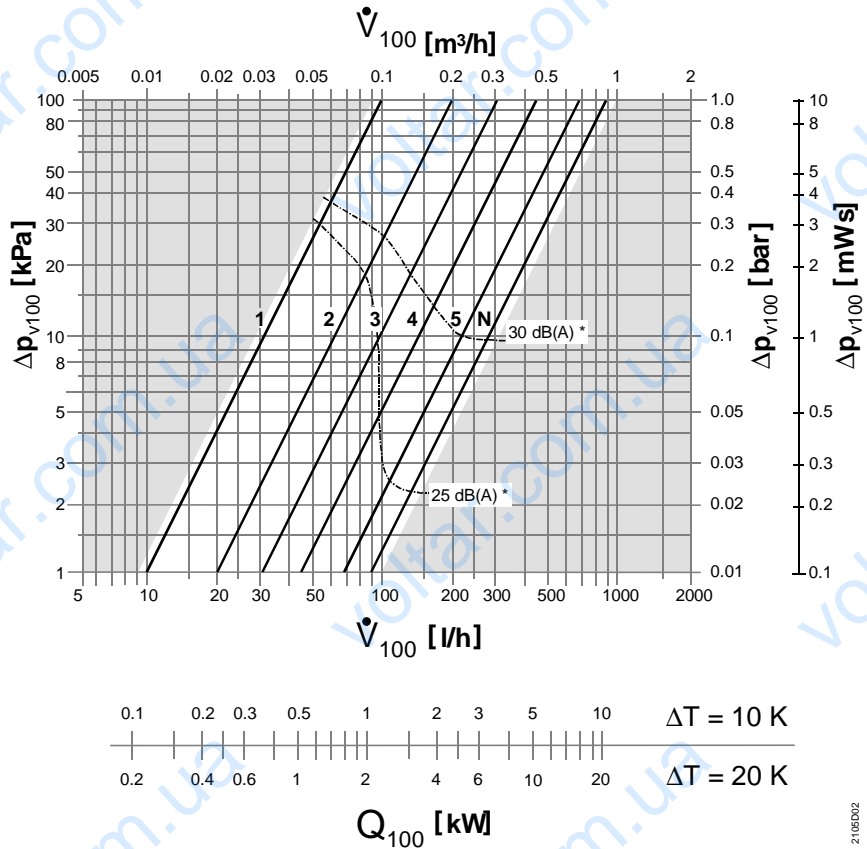 V̇100 [m³/h]
0.005 0.01 0.02 0.03 0.05 0.1 0.2 0.3 0.5 1 2
100 1.0 10
80 0.8 8
50 0.5 5
40 0.4 4
30 0.3 3
20 0.2 2
1 2 3 4 5 N
30 dB(A) *
10 0.1 1
8
5 0.05 0.5
3 0.03 0.3
25 dB(A) *
2 0.02 0.2
1 0.01 0.1
Δpv100 [kPa]
Δpv100 [bar]
Δpv100 [mWs]
5 10 20 30 50 100 200 300 500 1000 2000
V̇100 [l/h]
0.1 0.2 0.3 0.5 1 2 3 5 10 ΔT = 10 K
0.2 0.4 0.6 1 2 4 6 10 20 ΔT = 20 K
Q100 [kW]
2105D02
voltar.com.ua